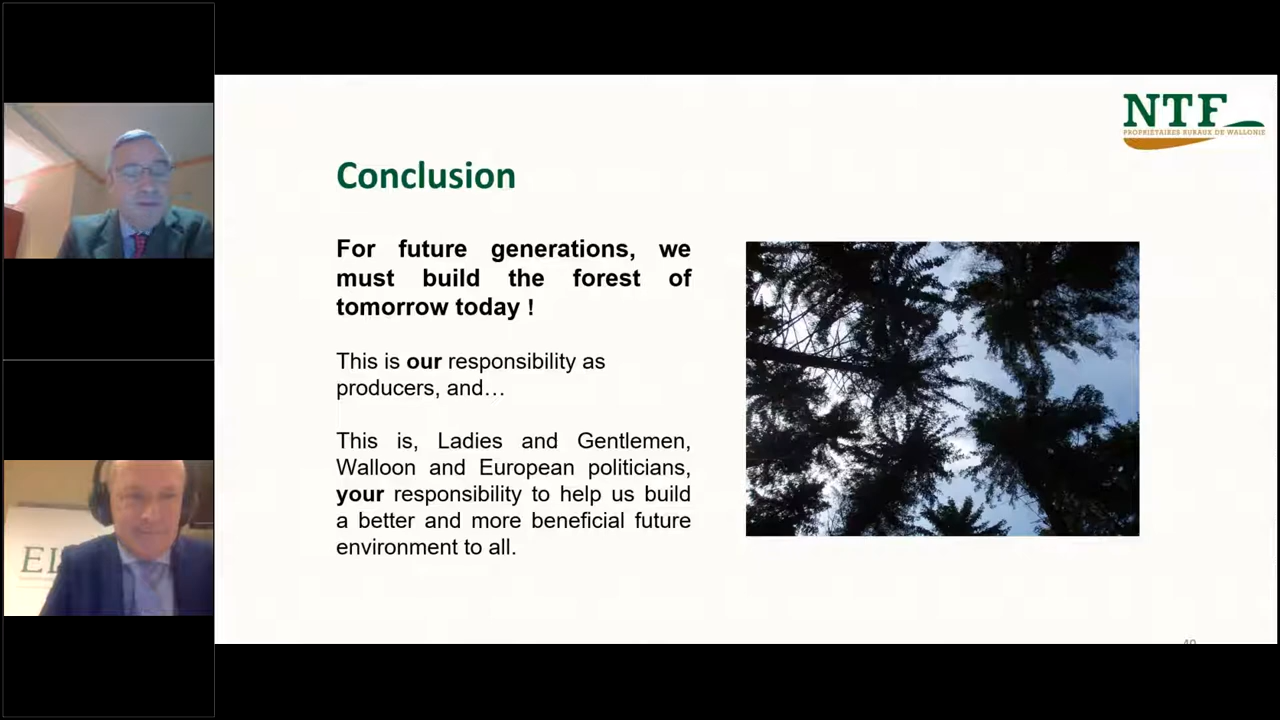 NTF
PROPRIÉTAIRES RURAUX DE WALLONIE
Conclusion
For future generations, we
must build the forest of
tomorrow today !
This is our responsibility as
producers, and…
This is, Ladies and Gentlemen,
Walloon and European politicians,
your responsibility to help us build
a better and more beneficial future
environment to all.